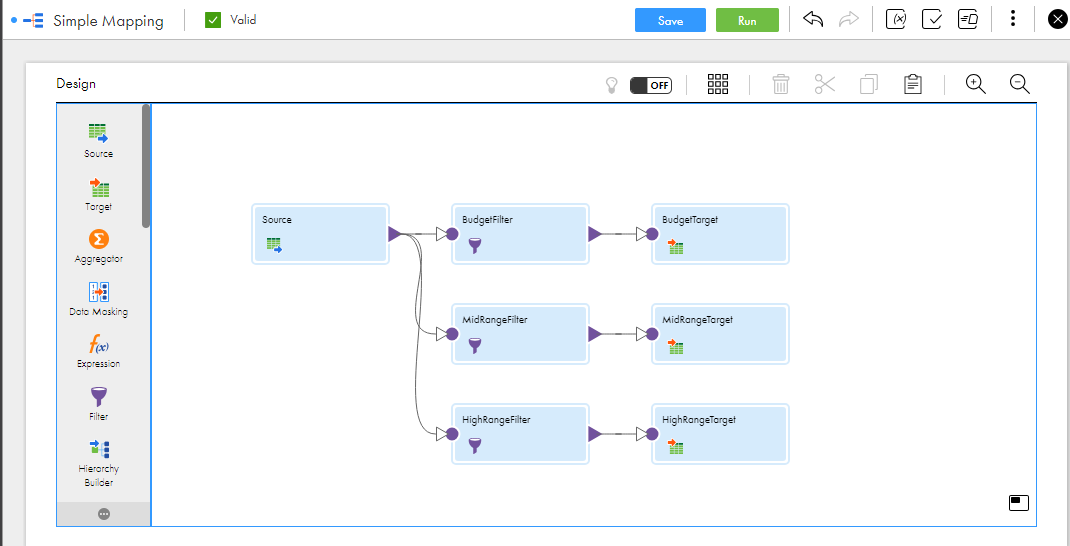 Simple Mapping
Valid
Save
Run
Design
OFF
Source
Target
Aggregator
Data Masking
f(x)
Expression
Filter
Hierarchy
Builder
Source
BudgetFilter
BudgetTarget
MidRangeFilter
MidRangeTarget
HighRangeFilter
HighRangeTarget